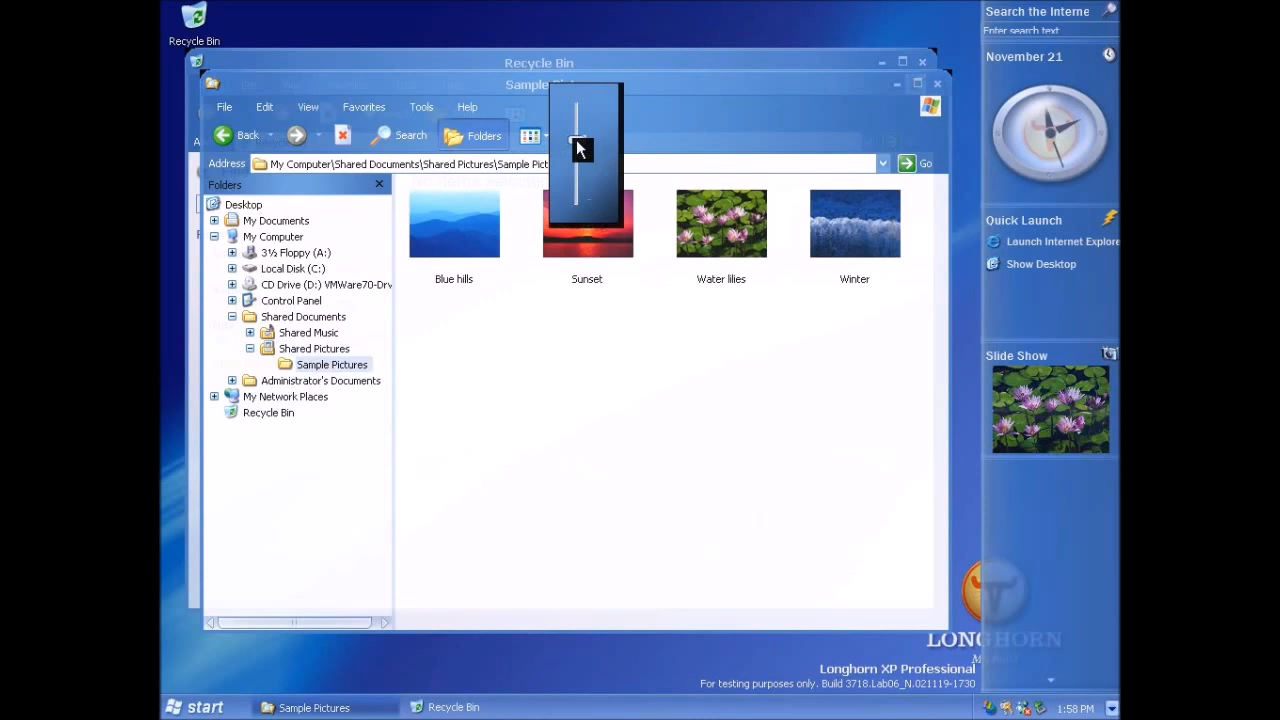 Recycle Bin
Search the Interne
Enter search text
November 21
Recycle Bin
Sample
File Edit View Favorites Tools Help
Back Search Folders
Address My Computer\Shared Documents\Shared Pictures\Sample Pict Go
Folders
Desktop
My Documents
My Computer
3½ Floppy (A:)
Local Disk (C:)
CD Drive (D:) VMWare70-Drv
Control Panel
Shared Documents
Shared Music
Shared Pictures
Sample Pictures
Administrator's Documents
My Network Places
Recycle Bin
Blue hills
Sunset
Water lilies
Winter
Quick Launch
Launch Internet Explore
Show Desktop
Slide Show
LONGHORN
Longhorn XP Professional
For testing purposes only. Build 3718.Lab06_N.021119-1730
start
Sample Pictures
Recycle Bin
1:58 PM